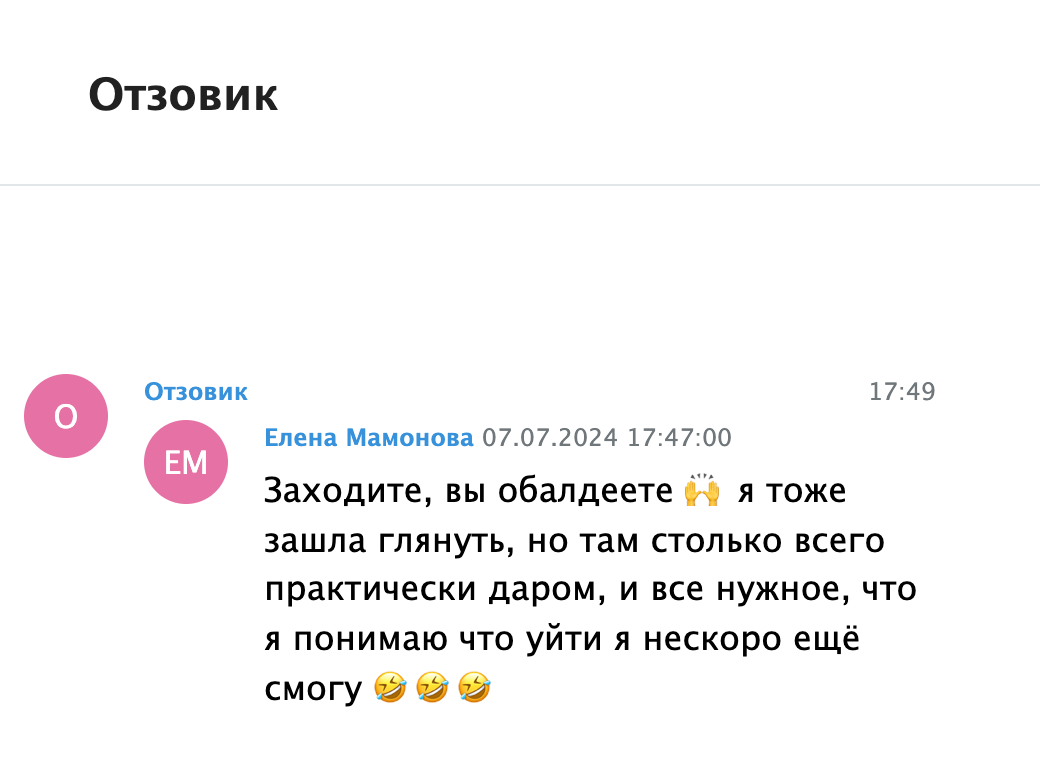 Отзовик
О
Отзовик 17:49
ЕМ
Елена Мамонова 07.07.2024 17:47:00
Заходите, вы обалдеете 🙌 я тоже
зашла глянуть, но там столько всего
практически даром, и все нужное, что
я понимаю что уйти я нескоро ещё
смогу 🤣🤣🤣